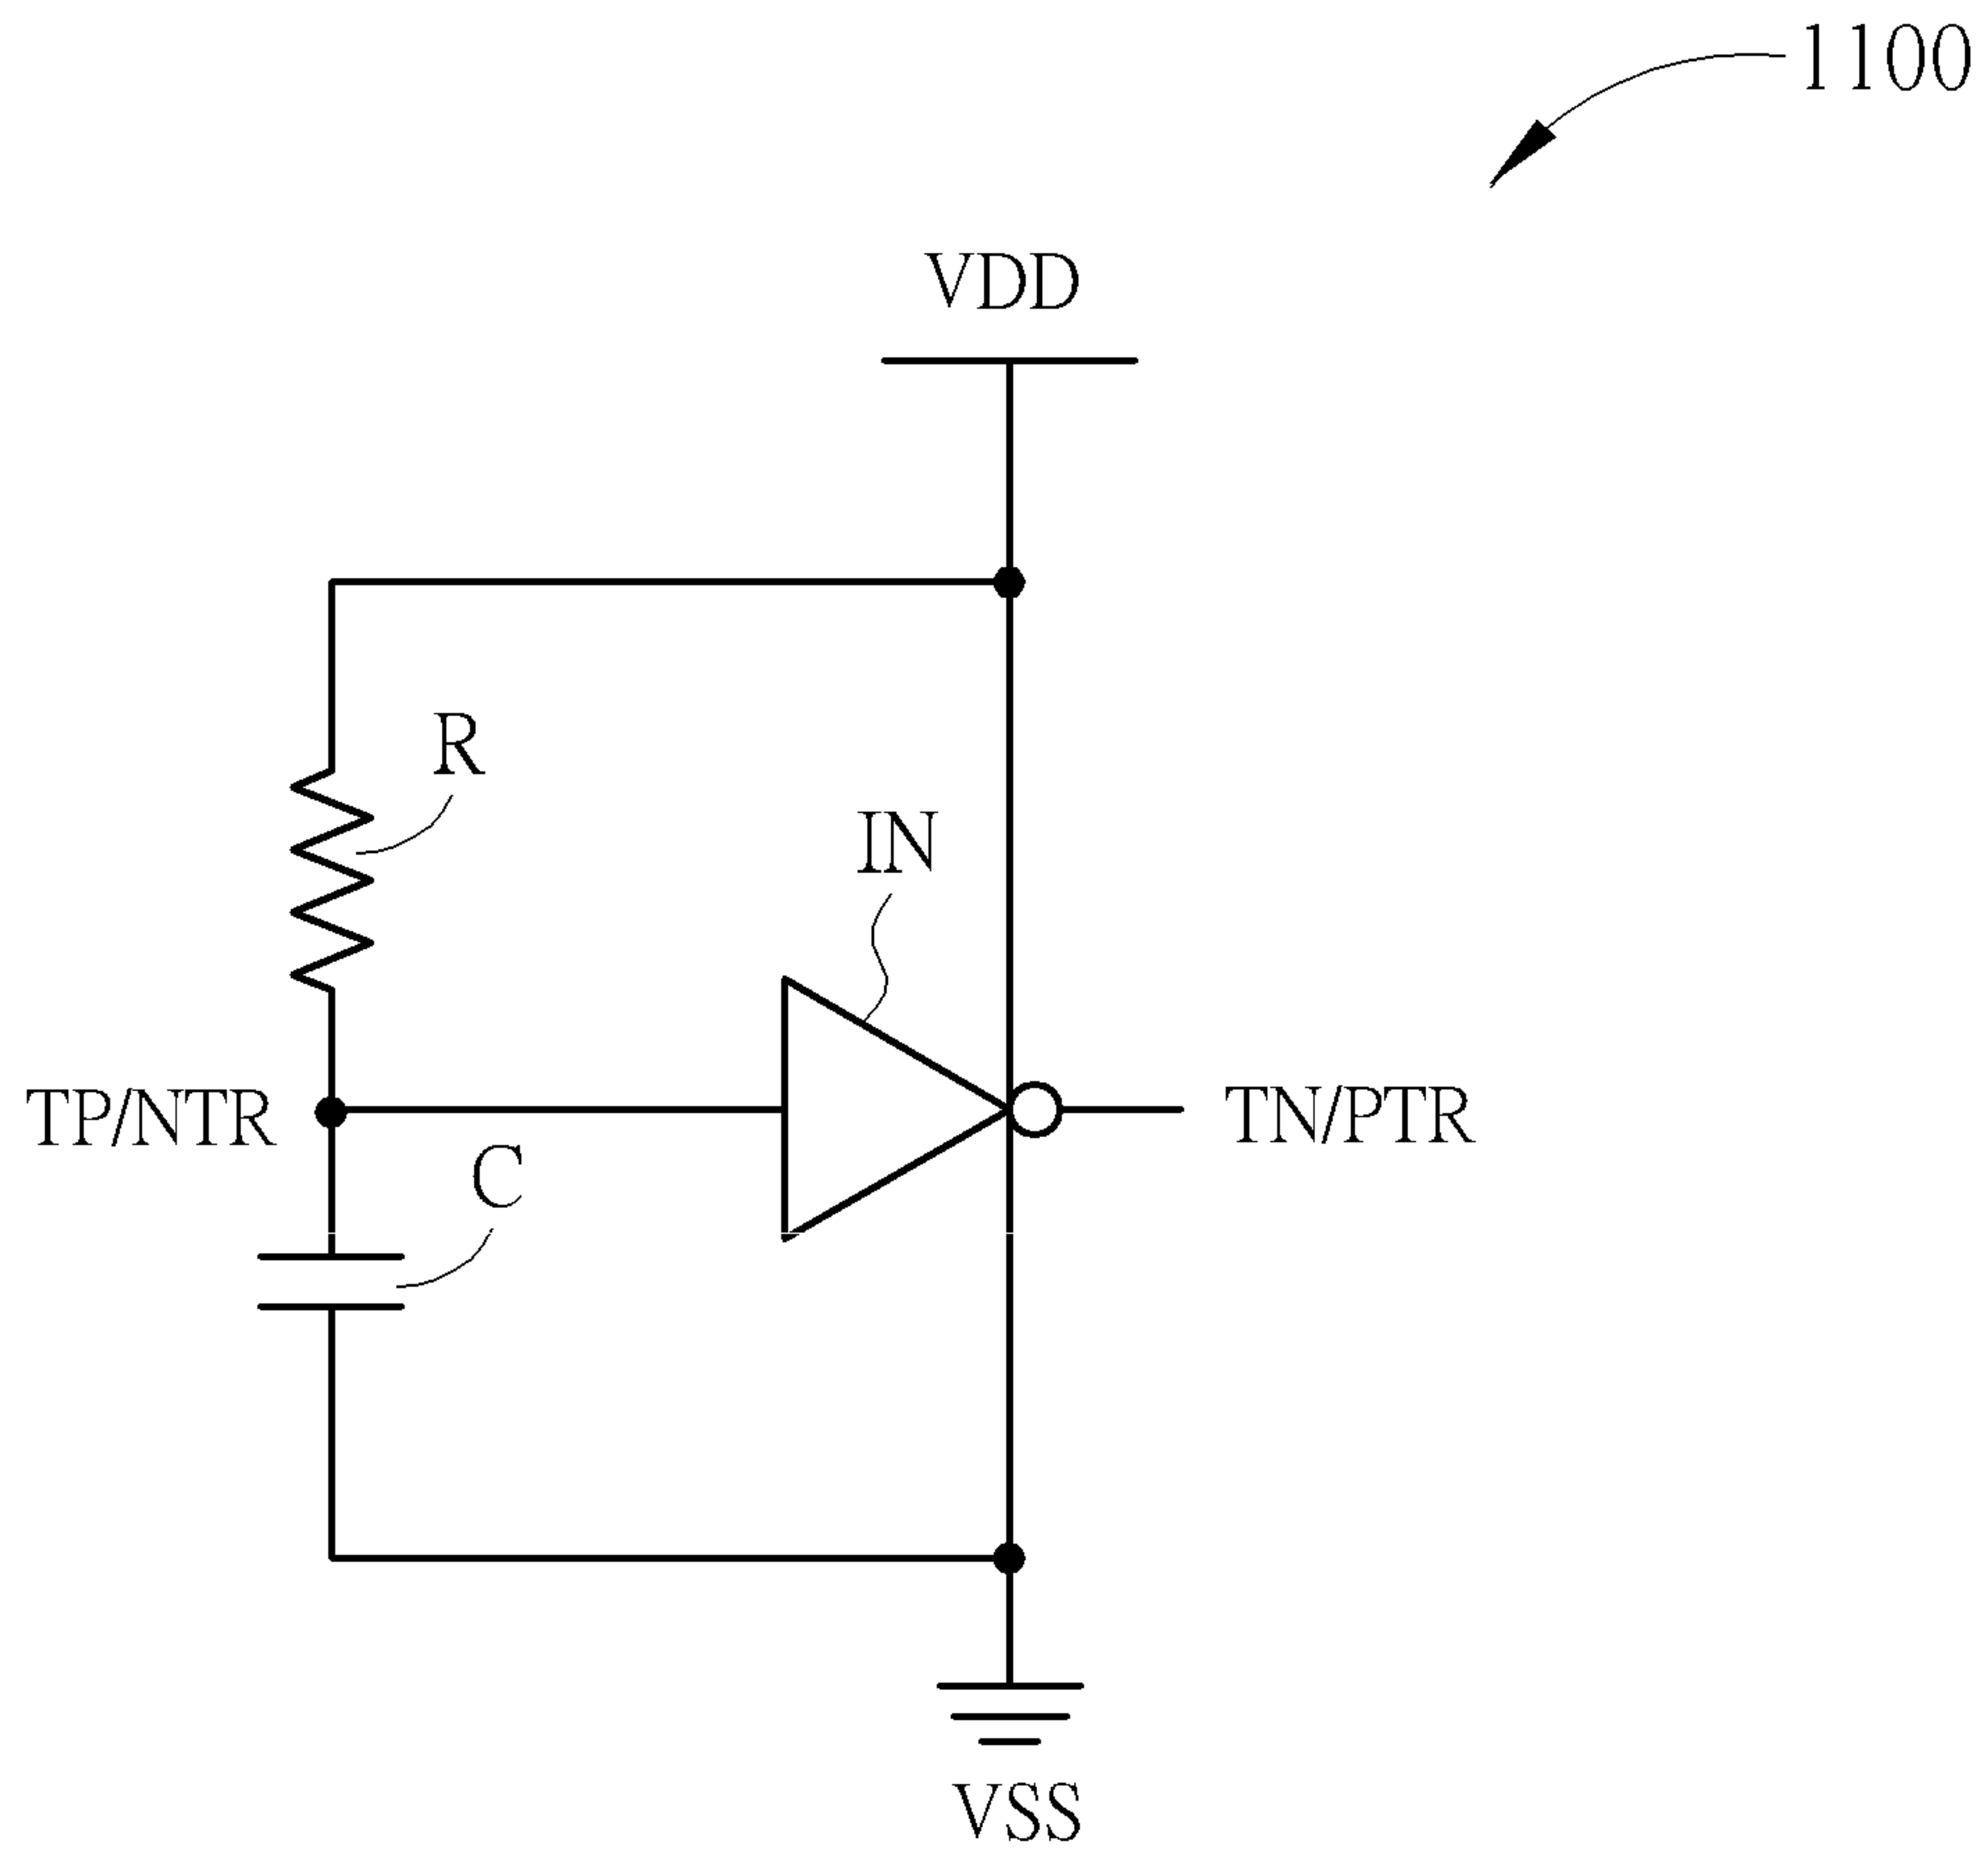 1100
VDD
R
IN
TP/NTR
TN/PTR
C
VSS